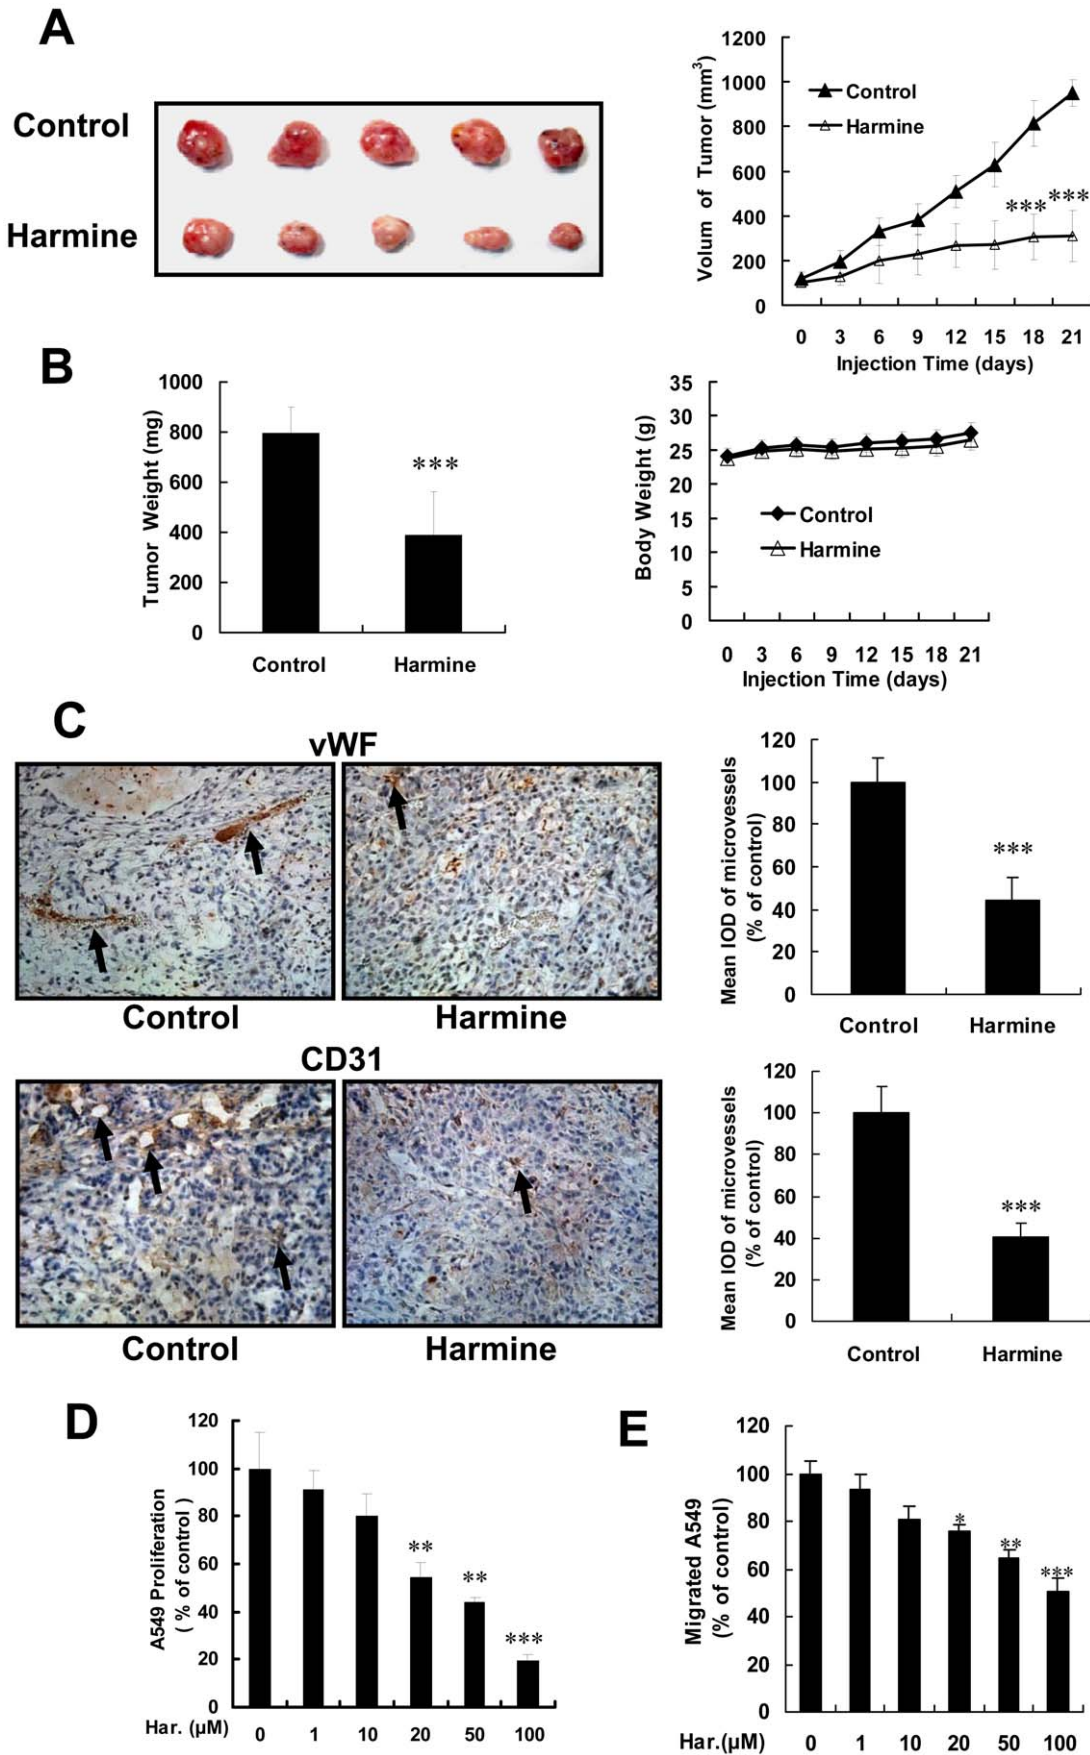 A
Control
Harmine
Volum of Tumor (mm³)
1200
1000
800
600
400
200
0
Control
Harmine
*** ***
0 3 6 9 12 15 18 21
Injection Time (days)
B
Tumor Weight (mg)
1000
800
600
400
200
0
***
Control Harmine
Body Weight (g)
35
30
25
20
15
10
5
0
Control
Harmine
0 3 6 9 12 15 18 21
Injection Time (days)
C
vWF
Control Harmine
Mean IOD of microvessels
(% of control)
120
100
80
60
40
20
0
***
Control Harmine
CD31
Control Harmine
Mean IOD of microvessels
(% of control)
120
100
80
60
40
20
0
***
Control Harmine
D
A549 Proliferation
( % of control )
120
100
80
60
40
20
0
** ** ***
Har. (µM) 0 1 10 20 50 100
E
Migrated A549
(% of control)
120
100
80
60
40
20
0
* ** ***
Har.(µM) 0 1 10 20 50 100